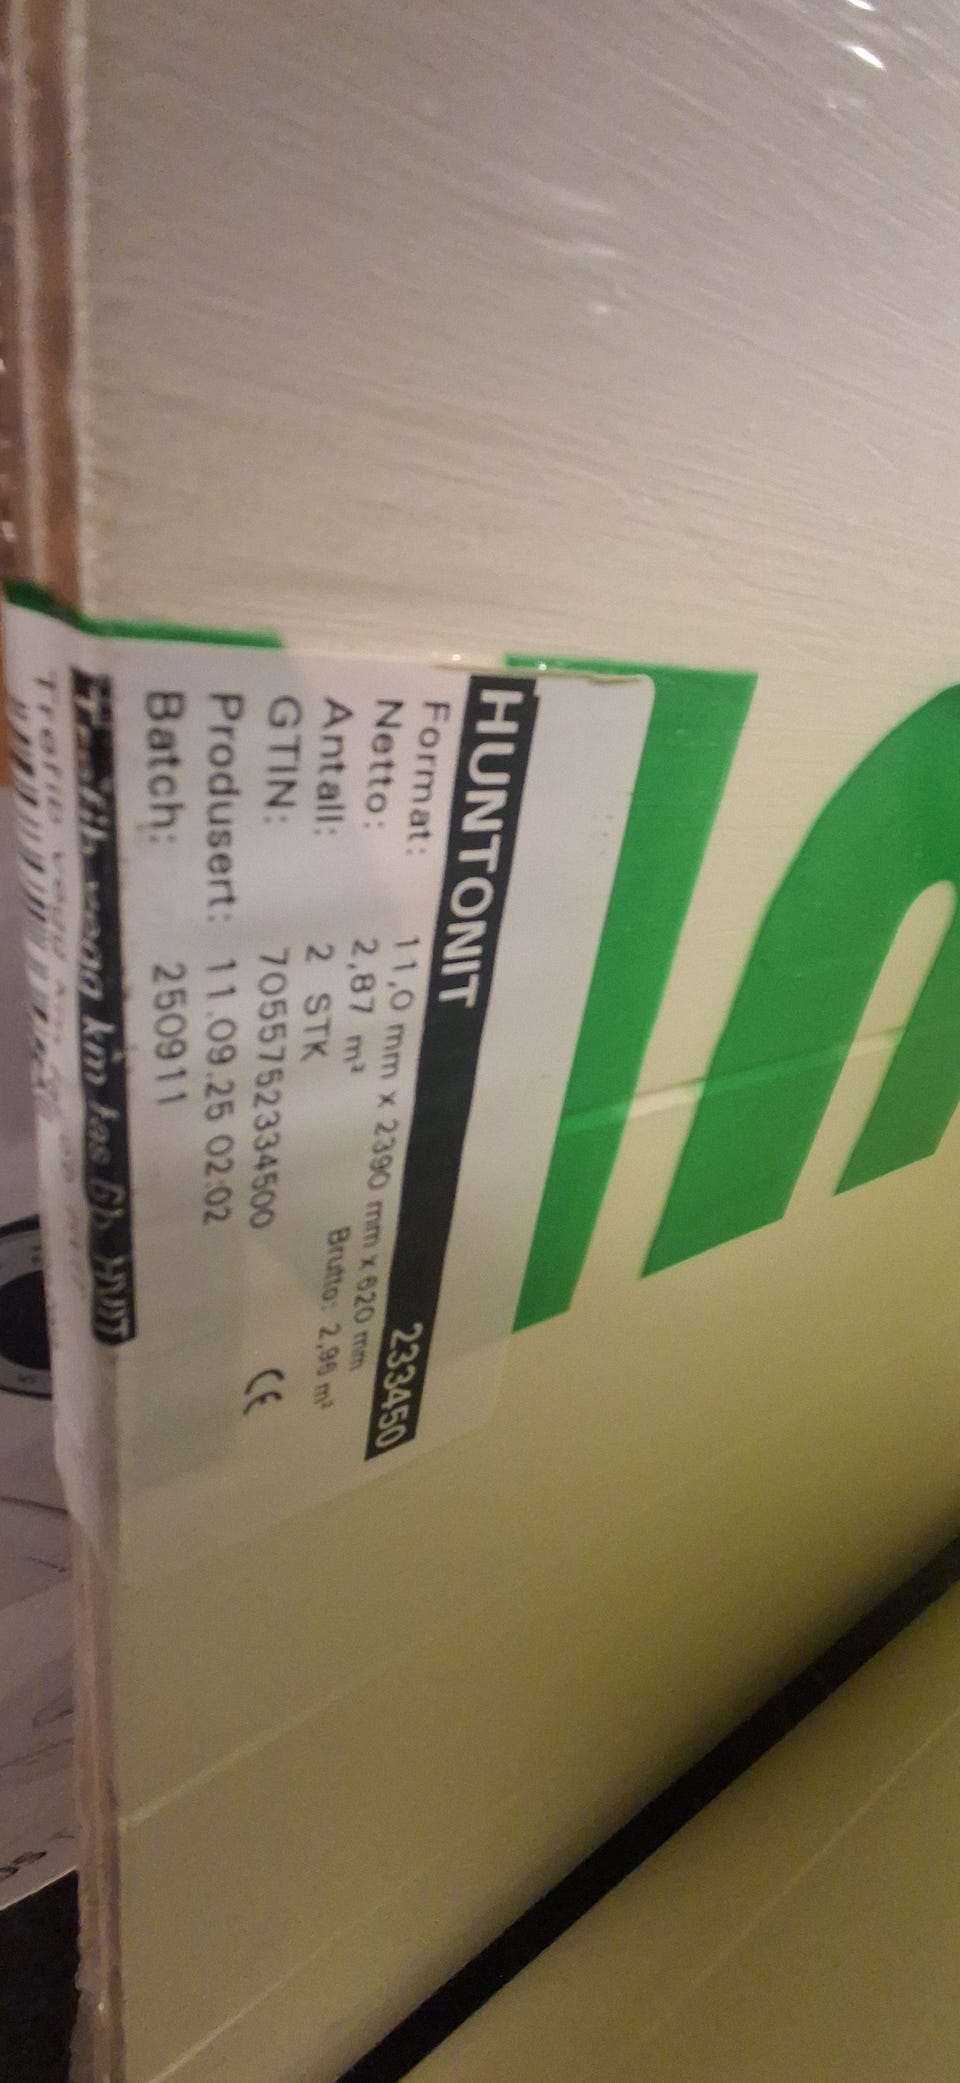 HUNTONIT 233450
Format: 11,0 mm x 2390 mm x 620 mm
Netto: 2,87 m² Brutto: 2,96 m²
Antall: 2 STK
GTIN: 7055752334500 CE
Produsert: 11.09.25 02:02
Batch: 250911